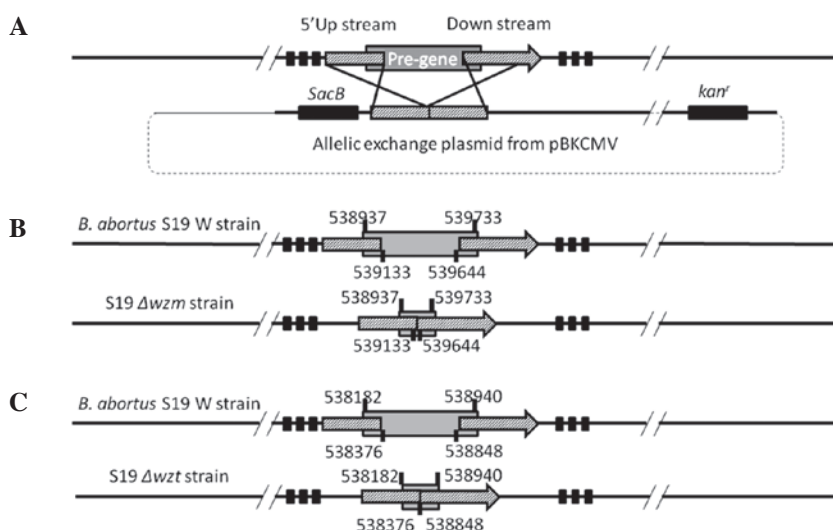 A
5'Up stream Down stream
Pre-gene
SacB kanr
Allelic exchange plasmid from pBKCMV
B
B. abortus S19 W strain
538937 539733
539133 539644
S19 Δwzm strain
538937 539733
539133 539644
C
B. abortus S19 W strain
538182 538940
538376 538848
S19 Δwzt strain
538182 538940
538376 538848